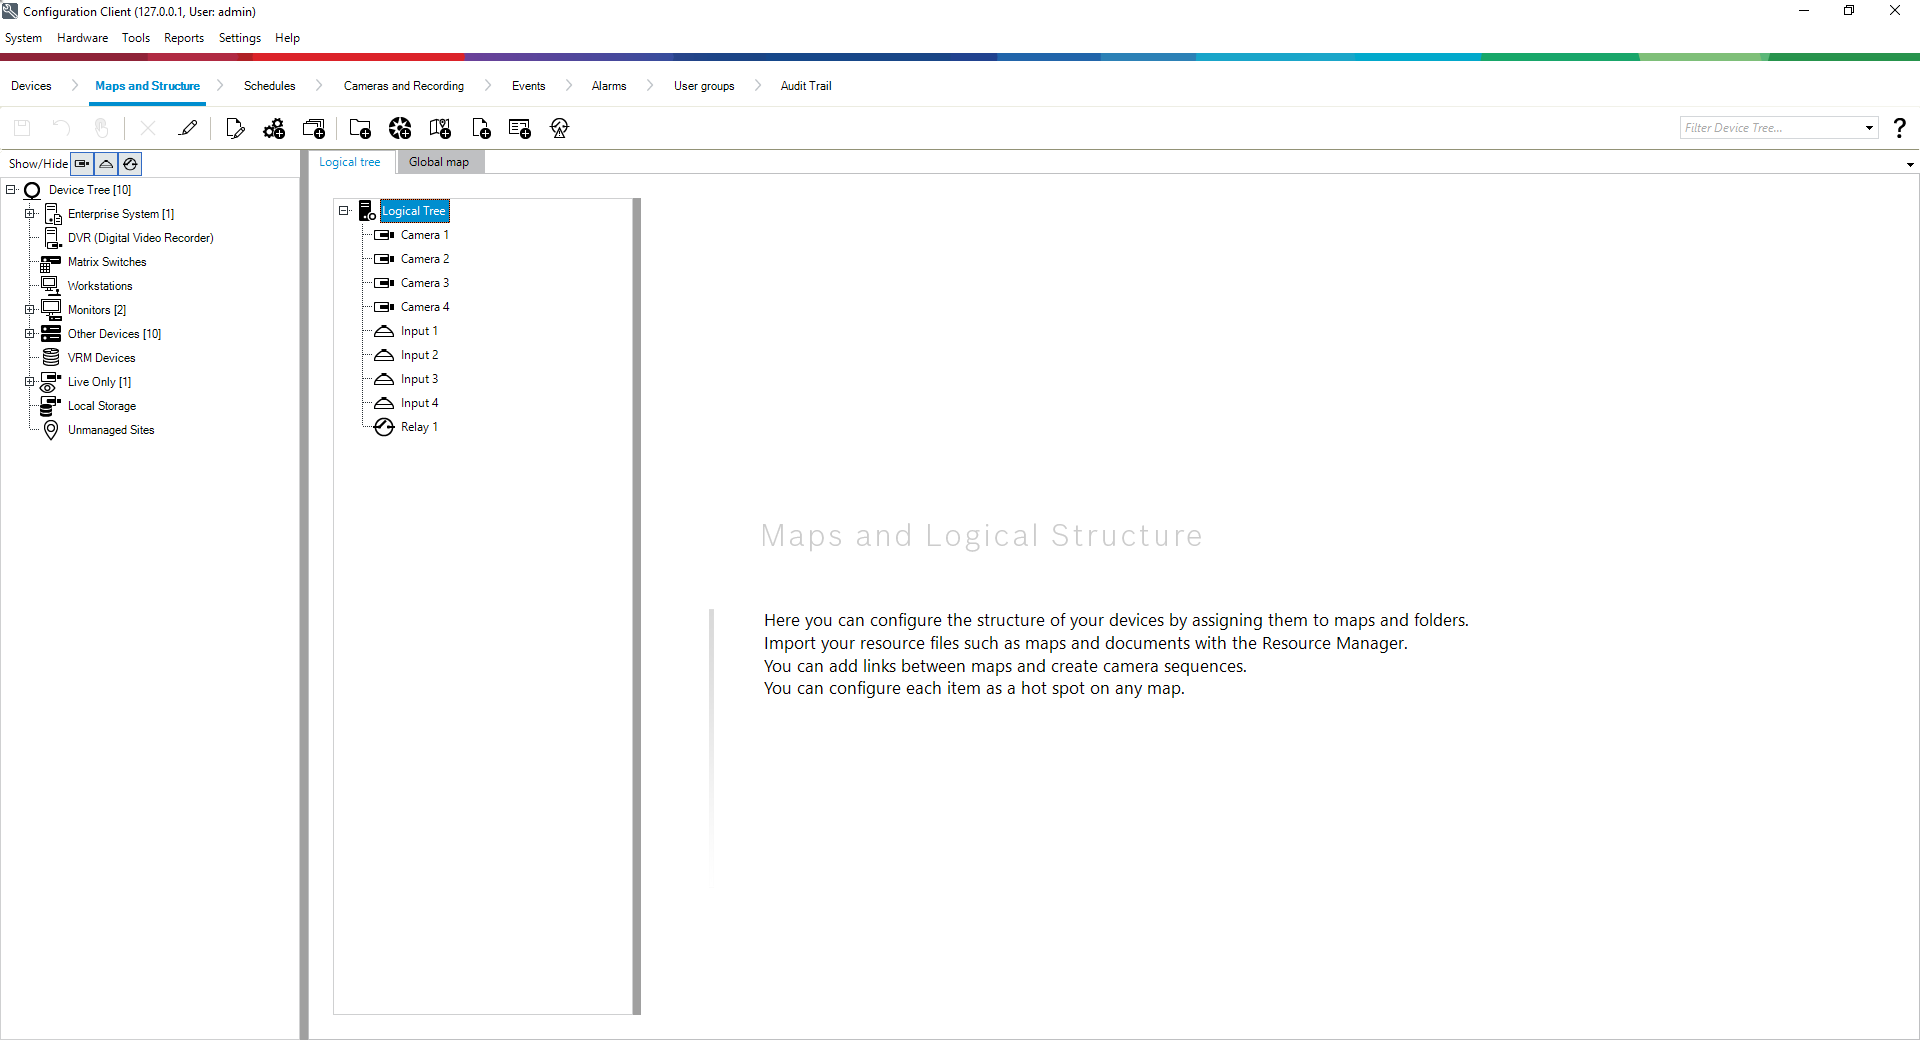 Configuration Client (127.0.0.1, User: admin)
System Hardware Tools Reports Settings Help
Devices Maps and Structure Schedules Cameras and Recording Events Alarms User groups Audit Trail
Filter Device Tree... ?
Show/Hide
Logical tree Global map
Device Tree [10]
Enterprise System [1]
DVR (Digital Video Recorder)
Matrix Switches
Workstations
Monitors [2]
Other Devices [10]
VRM Devices
Live Only [1]
Local Storage
Unmanaged Sites
Logical Tree
Camera 1
Camera 2
Camera 3
Camera 4
Input 1
Input 2
Input 3
Input 4
Relay 1
Maps and Logical Structure
Here you can configure the structure of your devices by assigning them to maps and folders.
Import your resource files such as maps and documents with the Resource Manager.
You can add links between maps and create camera sequences.
You can configure each item as a hot spot on any map.